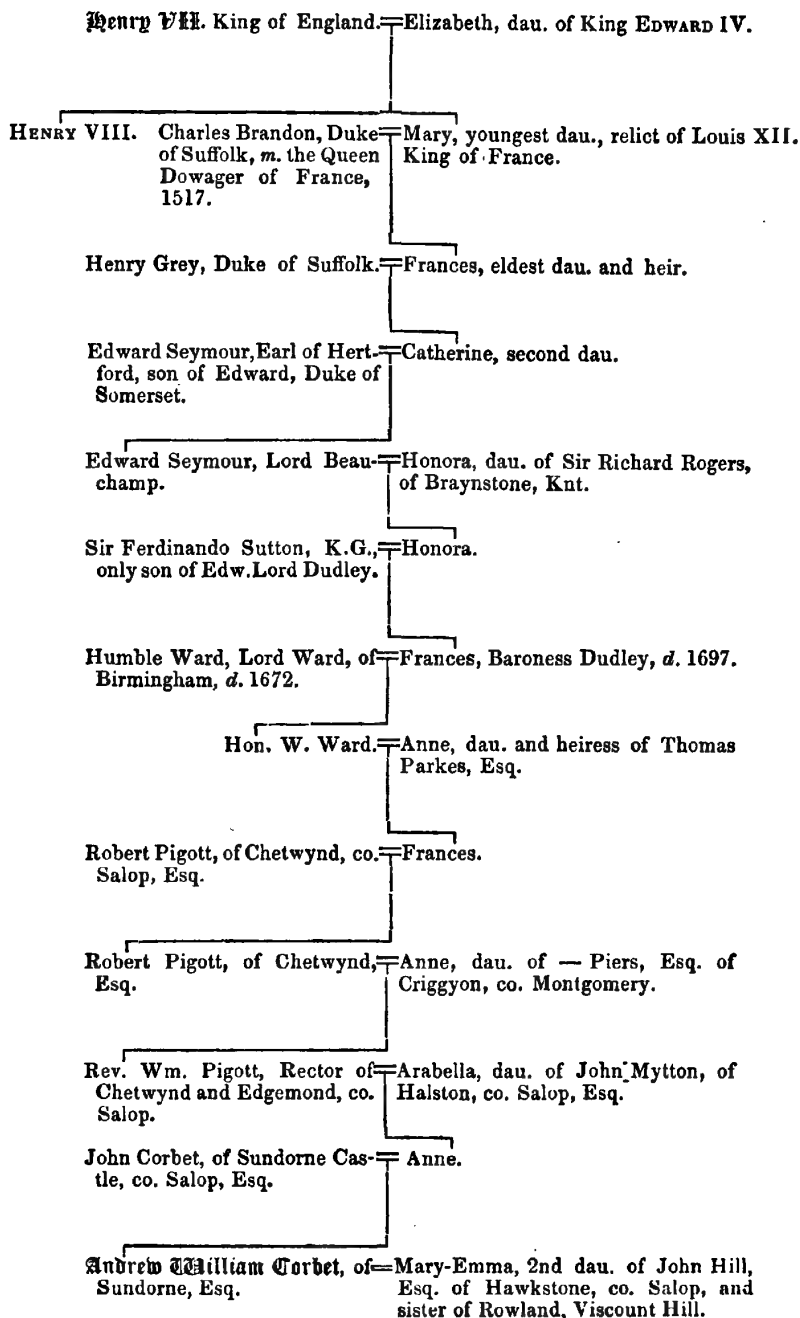 Henry VII. King of England. = Elizabeth, dau. of King EDWARD IV.
HENRY VIII.
Charles Brandon, Duke
of Suffolk, m. the Queen
Dowager of France,
1517.
= Mary, youngest dau., relict of Louis XII.
King of France.
Henry Grey, Duke of Suffolk. = Frances, eldest dau. and heir.
Edward Seymour, Earl of Hert-
ford, son of Edward, Duke of
Somerset.
= Catherine, second dau.
Edward Seymour, Lord Beau-
champ.
= Honora, dau. of Sir Richard Rogers,
of Braynstone, Knt.
Sir Ferdinando Sutton, K.G.,
only son of Edw. Lord Dudley.
= Honora.
Humble Ward, Lord Ward, of
Birmingham, d. 1672.
= Frances, Baroness Dudley, d. 1697.
Hon. W. Ward. = Anne, dau. and heiress of Thomas
Parkes, Esq.
Robert Pigott, of Chetwynd, co.
Salop, Esq.
= Frances.
Robert Pigott, of Chetwynd,
Esq.
= Anne, dau. of — Piers, Esq. of
Criggyon, co. Montgomery.
Rev. Wm. Pigott, Rector of
Chetwynd and Edgemond, co.
Salop.
= Arabella, dau. of John Mytton, of
Halston, co. Salop, Esq.
John Corbet, of Sundorne Cas-
tle, co. Salop, Esq.
= Anne.
Andrew William Corbet, of
Sundorne, Esq.
= Mary-Emma, 2nd dau. of John Hill,
Esq. of Hawkstone, co. Salop, and
sister of Rowland, Viscount Hill.